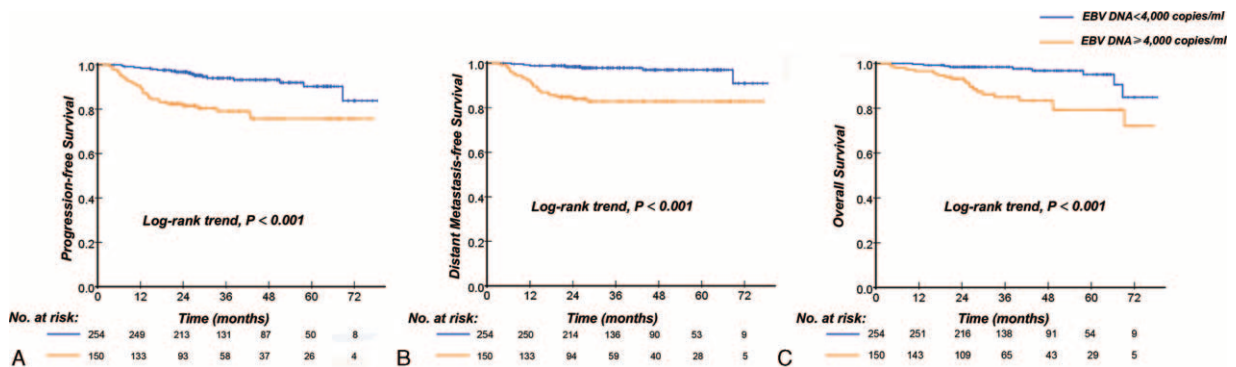 EBV DNA<4,000 copies/ml
EBV DNA≥4,000 copies/ml
Progression-free Survival
1.0
0.8
0.6
0.4
0.2
0.0
Log-rank trend, P < 0.001
0 12 24 36 48 60 72
Time (months)
No. at risk:
254 249 213 131 87 50 8
150 133 93 58 37 26 4
A
Distant Metastasis-free Survival
1.0
0.8
0.6
0.4
0.2
0.0
Log-rank trend, P < 0.001
0 12 24 36 48 60 72
Time (months)
No. at risk:
254 250 214 136 90 53 9
150 133 94 59 40 28 5
B
Overall Survival
1.0
0.8
0.6
0.4
0.2
0.0
Log-rank trend, P < 0.001
0 12 24 36 48 60 72
Time (months)
No. at risk:
254 251 216 138 91 54 9
150 143 109 65 43 29 5
C